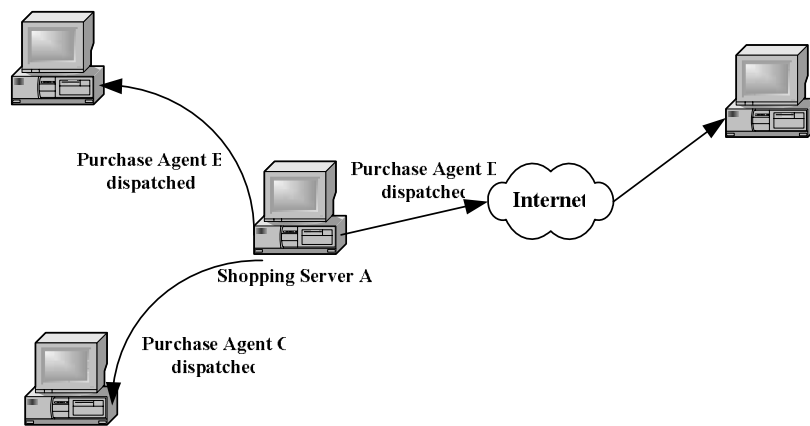 Purchase Agent B
dispatched
Purchase Agent D
dispatched
Internet
Shopping Server A
Purchase Agent C
dispatched